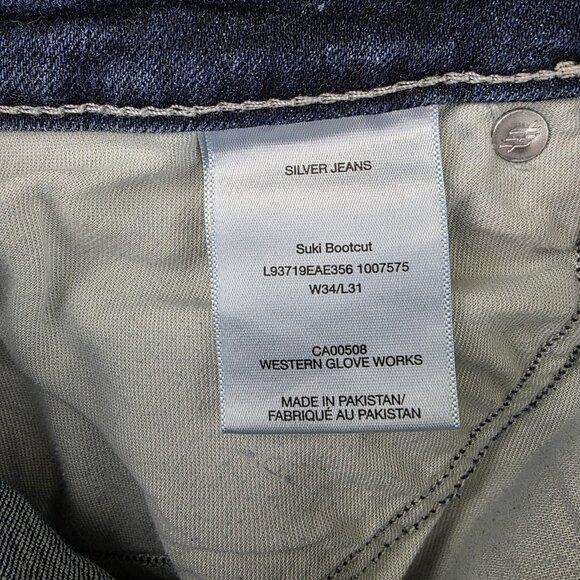 SILVER JEANS
Suki Bootcut
L93719EAE356 1007575
W34/L31
CA00508
WESTERN GLOVE WORKS
MADE IN PAKISTAN/
FABRIQUÉ AU PAKISTAN